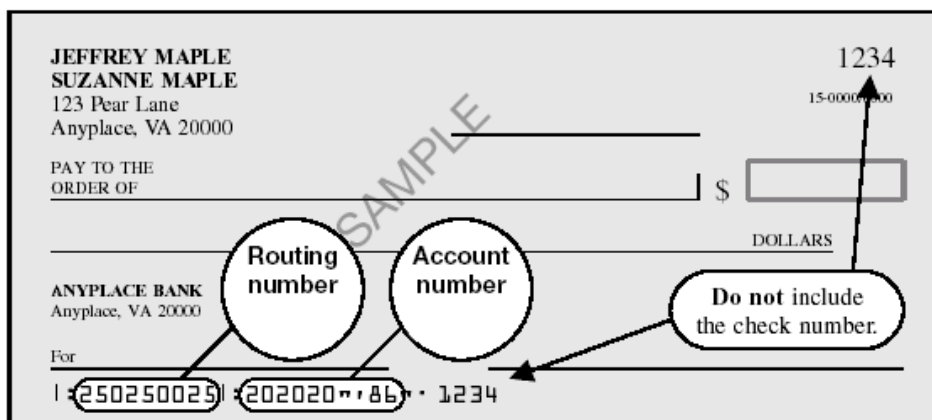 JEFFREY MAPLE
SUZANNE MAPLE
123 Pear Lane
Anyplace, VA 20000
1234
SAMPLE
PAY TO THE
ORDER OF
$
DOLLARS
Routing
number
Account
number
ANYPLACE BANK
Anyplace, VA 20000
Do not include
the check number.
For
250250025 202020 86 1234